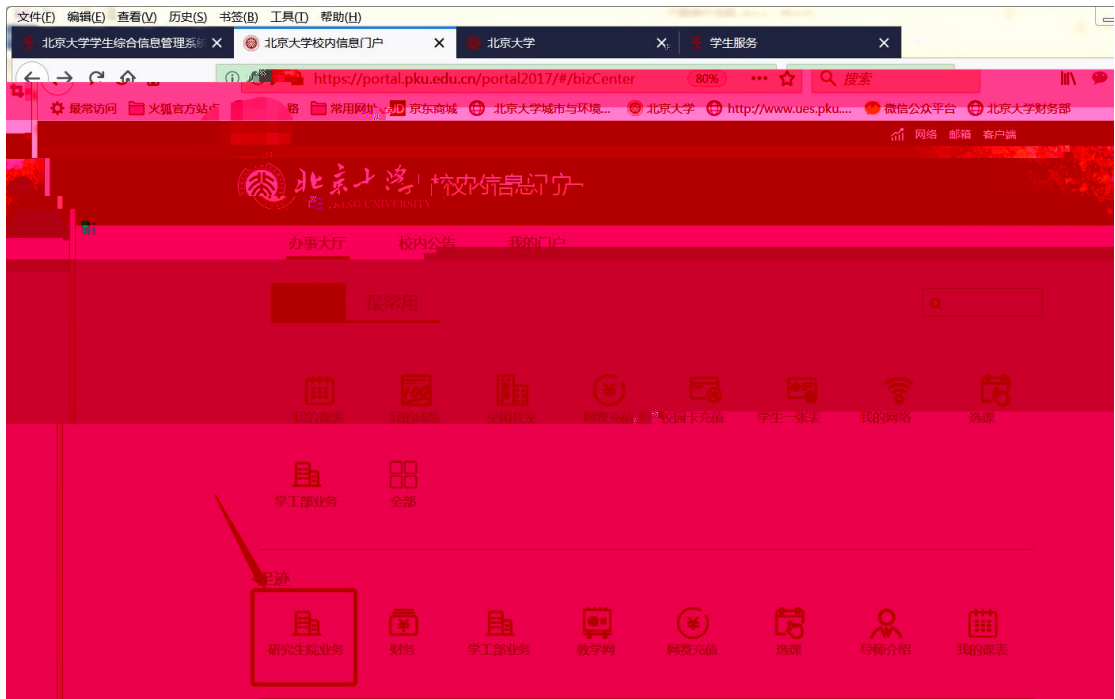 文件(F) 编辑(E) 查看(V) 历史(S) 书签(B) 工具(T) 帮助(H)
北京大学学生综合信息管理系统 北京大学校内信息门户 北京大学 学生服务
https://portal.pku.edu.cn/portal2017/#/bizCenter 80% 搜索
最常访问 火狐官方站点 常用网址 JD 京东商城 北京大学城市与环境... 北京大学 http://www.ues.pku.... 微信公众平台 北京大学财务部
网络 邮箱 客户端
北京大学 校内信息门户
PEKING UNIVERSITY
办事大厅 校内公告 我的门户
最常用
我的课表 我的成绩 空闲教室 网费充值 校园卡充值 学生一张表 我的网络 选课
学工部业务 全部
足迹
研究生院业务 财务 学工部业务 教学网 网费充值 选课 导师介绍 我的课表